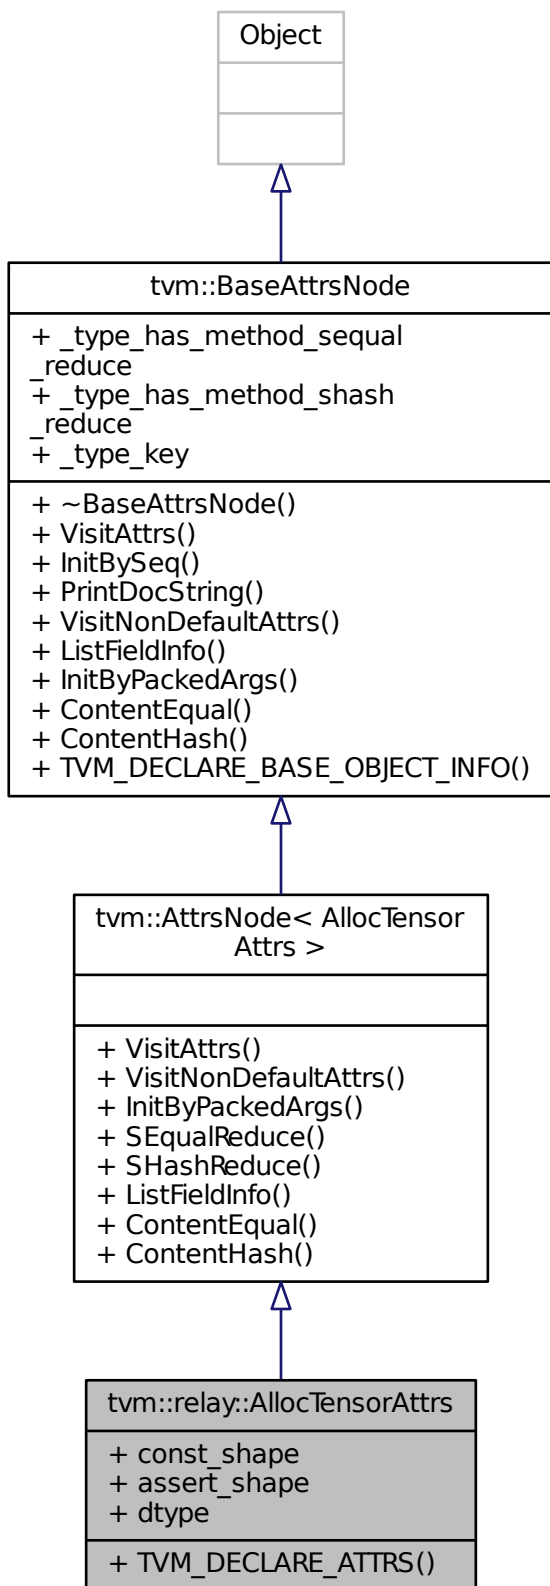 Object
tvm::BaseAttrsNode
+ _type_has_method_sequal
_reduce
+ _type_has_method_shash
_reduce
+ _type_key
+ ~BaseAttrsNode()
+ VisitAttrs()
+ InitBySeq()
+ PrintDocString()
+ VisitNonDefaultAttrs()
+ ListFieldInfo()
+ InitByPackedArgs()
+ ContentEqual()
+ ContentHash()
+ TVM_DECLARE_BASE_OBJECT_INFO()
tvm::AttrsNode< AllocTensor
Attrs >
+ VisitAttrs()
+ VisitNonDefaultAttrs()
+ InitByPackedArgs()
+ SEqualReduce()
+ SHashReduce()
+ ListFieldInfo()
+ ContentEqual()
+ ContentHash()
tvm::relay::AllocTensorAttrs
+ const_shape
+ assert_shape
+ dtype
+ TVM_DECLARE_ATTRS()